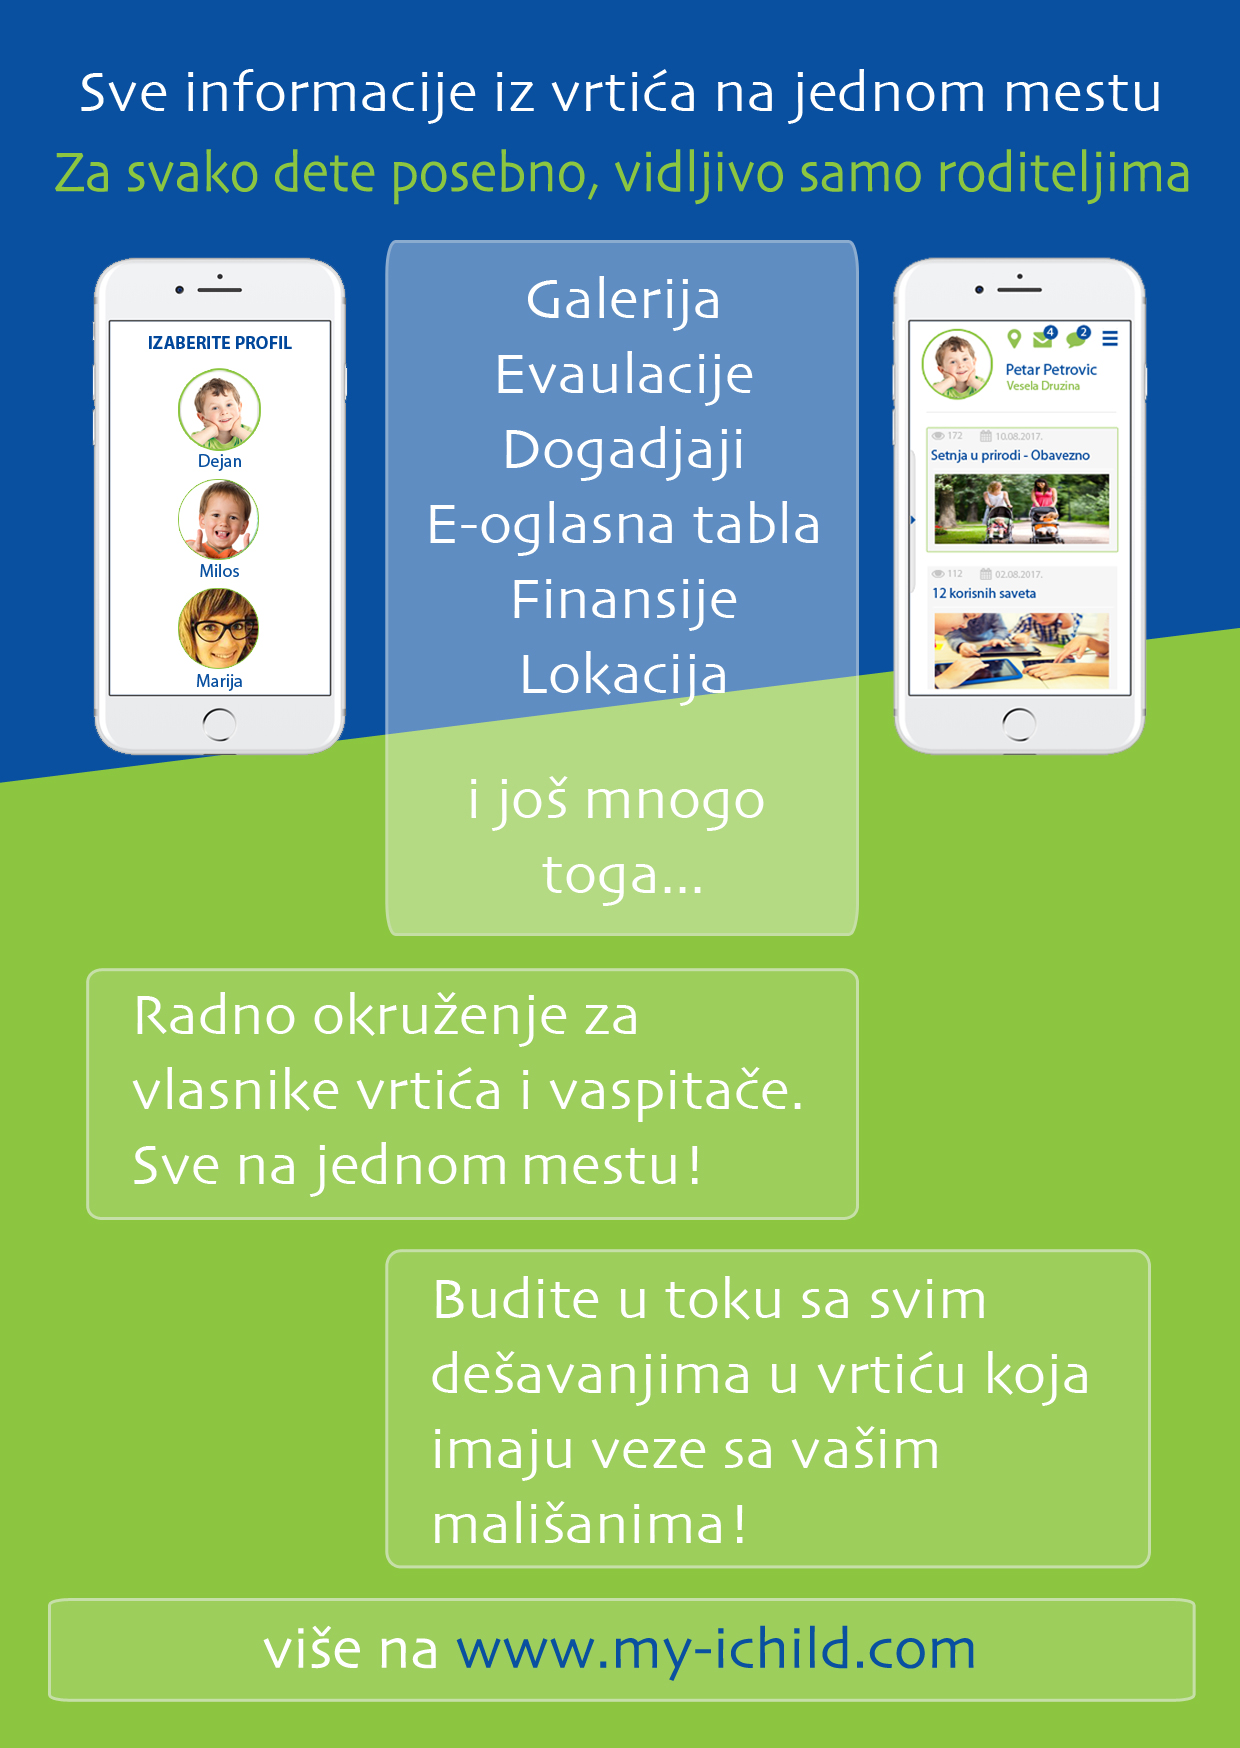 Sve informacije iz vrtića na jednom mestu
Za svako dete posebno, vidljivo samo roditeljima
IZABERITE PROFIL
Dejan
Milos
Marija
Galerija
Evaulacije
Dogadjaji
E-oglasna tabla
Finansije
Lokacija
i još mnogo
toga...
4
2
Petar Petrovic
Vesela Druzina
172 10.08.2017.
Setnja u prirodi - Obavezno
112 02.08.2017.
12 korisnih saveta
Radno okruženje za
vlasnike vrtića i vaspitače.
Sve na jednom mestu!
Budite u toku sa svim
dešavanjima u vrtiću koja
imaju veze sa vašim
mališanima!
više na www.my-ichild.com